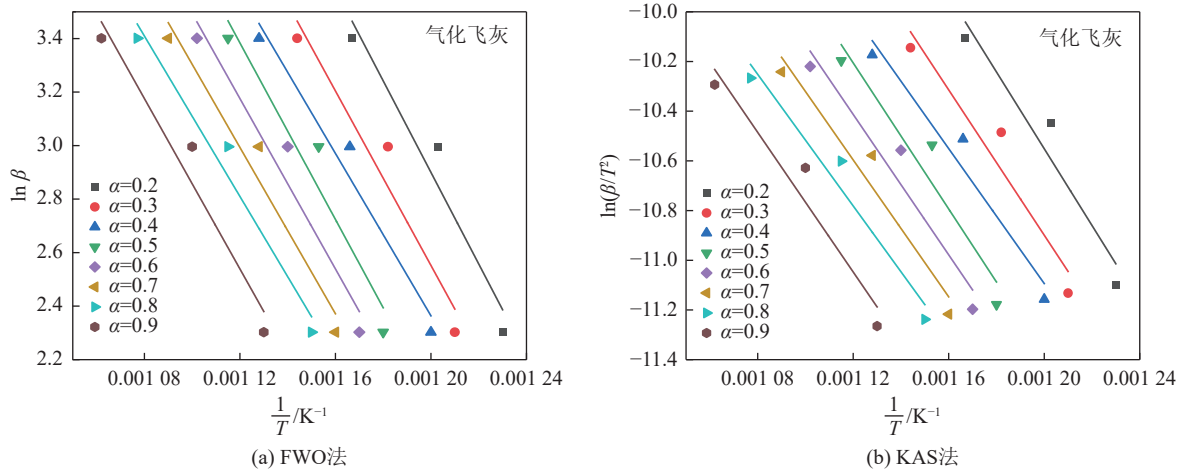 气化飞灰
3.4
3.2
3.0
2.8
2.6
2.4
2.2
ln β
α=0.2
α=0.3
α=0.4
α=0.5
α=0.6
α=0.7
α=0.8
α=0.9
0.001 08
0.001 12
0.001 16
0.001 20
0.001 24
1/T /K⁻¹
(a) FWO法
气化飞灰
−10.0
−10.2
−10.4
−10.6
−10.8
−11.0
−11.2
−11.4
ln(β/T²)
α=0.2
α=0.3
α=0.4
α=0.5
α=0.6
α=0.7
α=0.8
α=0.9
0.001 08
0.001 12
0.001 16
0.001 20
0.001 24
1/T /K⁻¹
(b) KAS法